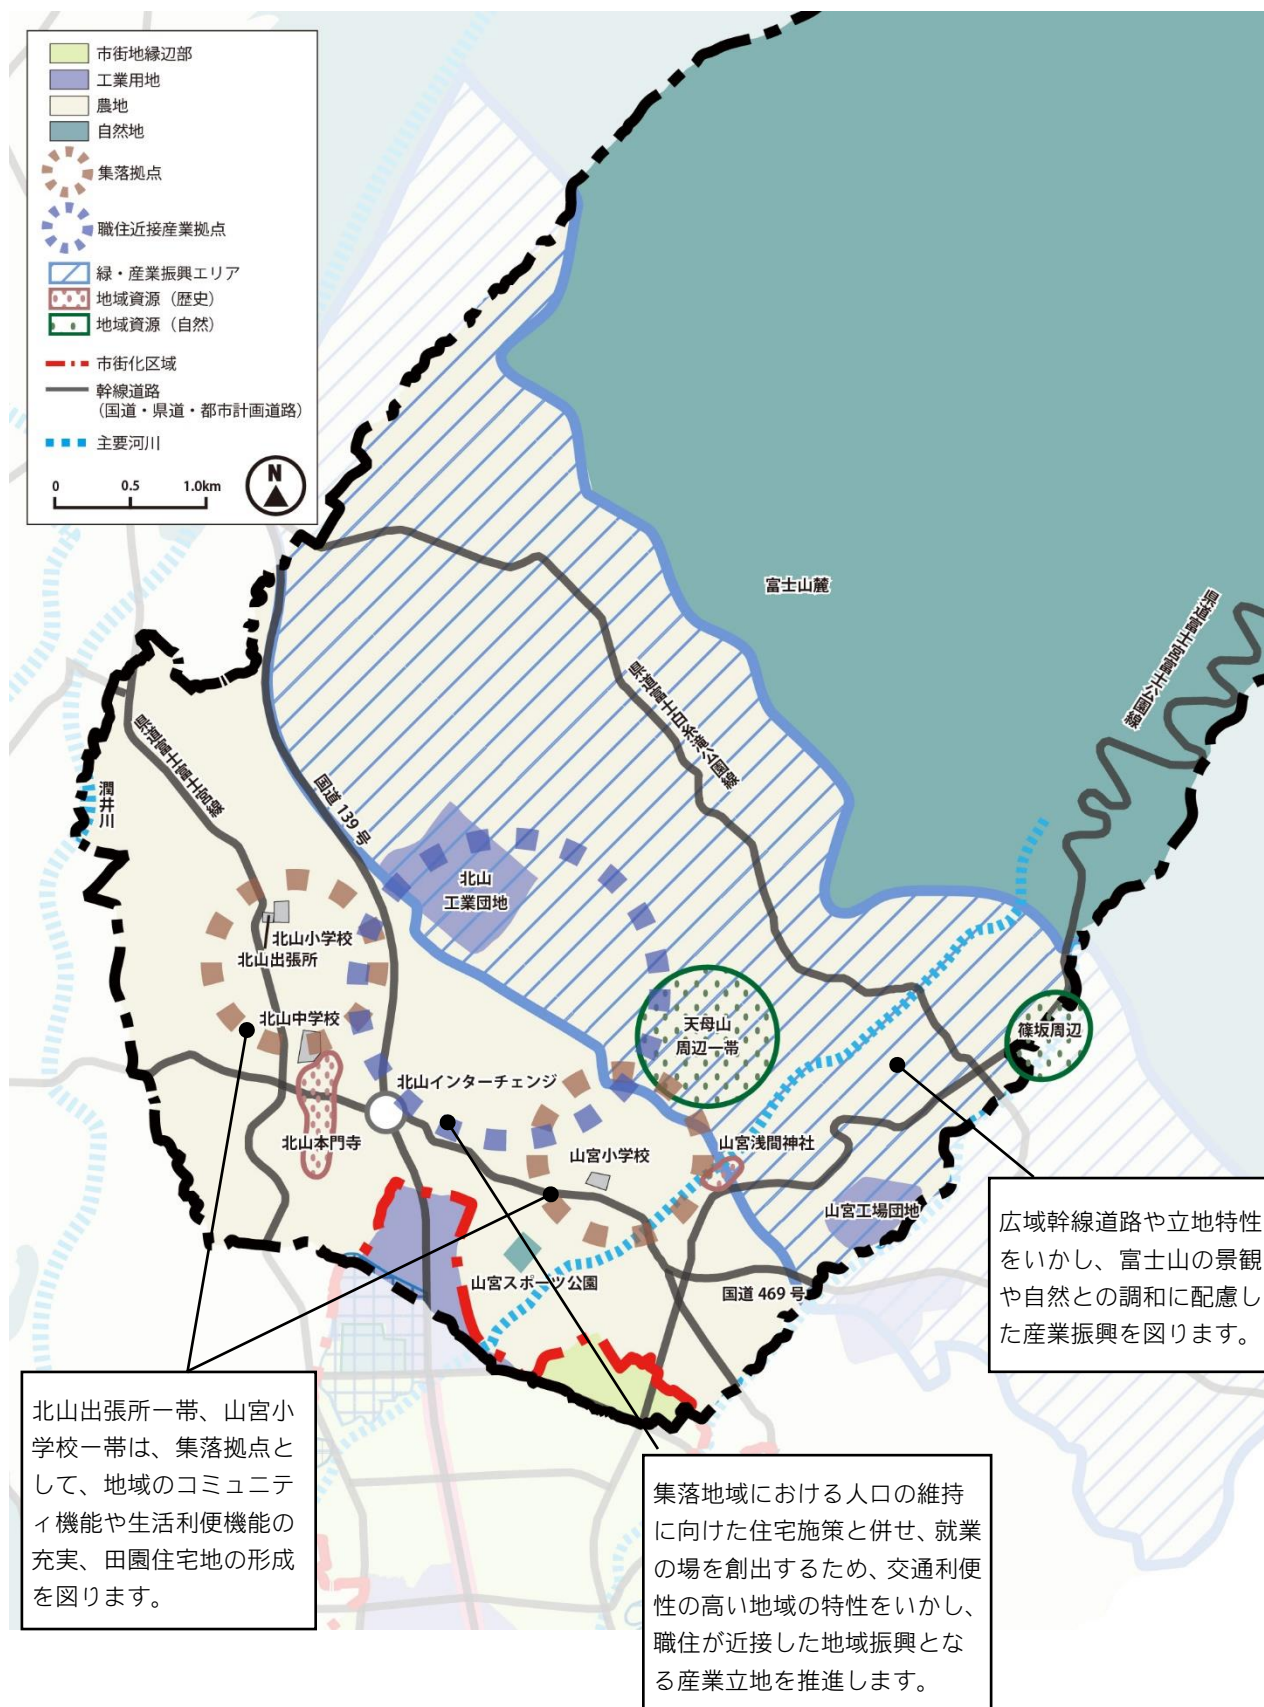 市街地縁辺部
工業用地
農地
自然地
集落拠点
職住近接産業拠点
緑・産業振興エリア
地域資源（歴史）
地域資源（自然）
市街化区域
幹線道路
（国道・県道・都市計画道路）
主要河川
0 0.5 1.0km
N
富士山麓
県道富士宮富士公園線
県道富士白糸滝公園線
県道富士富士宮線
潤井川
国道 139 号
北山
工業団地
北山小学校
北山出張所
北山中学校
天母山
周辺一帯
篠坂周辺
北山インターチェンジ
北山本門寺
山宮小学校
山宮浅間神社
山宮工場団地
山宮スポーツ公園
国道 469 号
広域幹線道路や立地特性
をいかし、富士山の景観
や自然との調和に配慮し
た産業振興を図ります。
北山出張所一帯、山宮小
学校一帯は、集落拠点と
して、地域のコミュニテ
ィ機能や生活利便機能の
充実、田園住宅地の形成
を図ります。
集落地域における人口の維持
に向けた住宅施策と併せ、就業
の場を創出するため、交通利便
性の高い地域の特性をいかし、
職住が近接した地域振興とな
る産業立地を推進します。